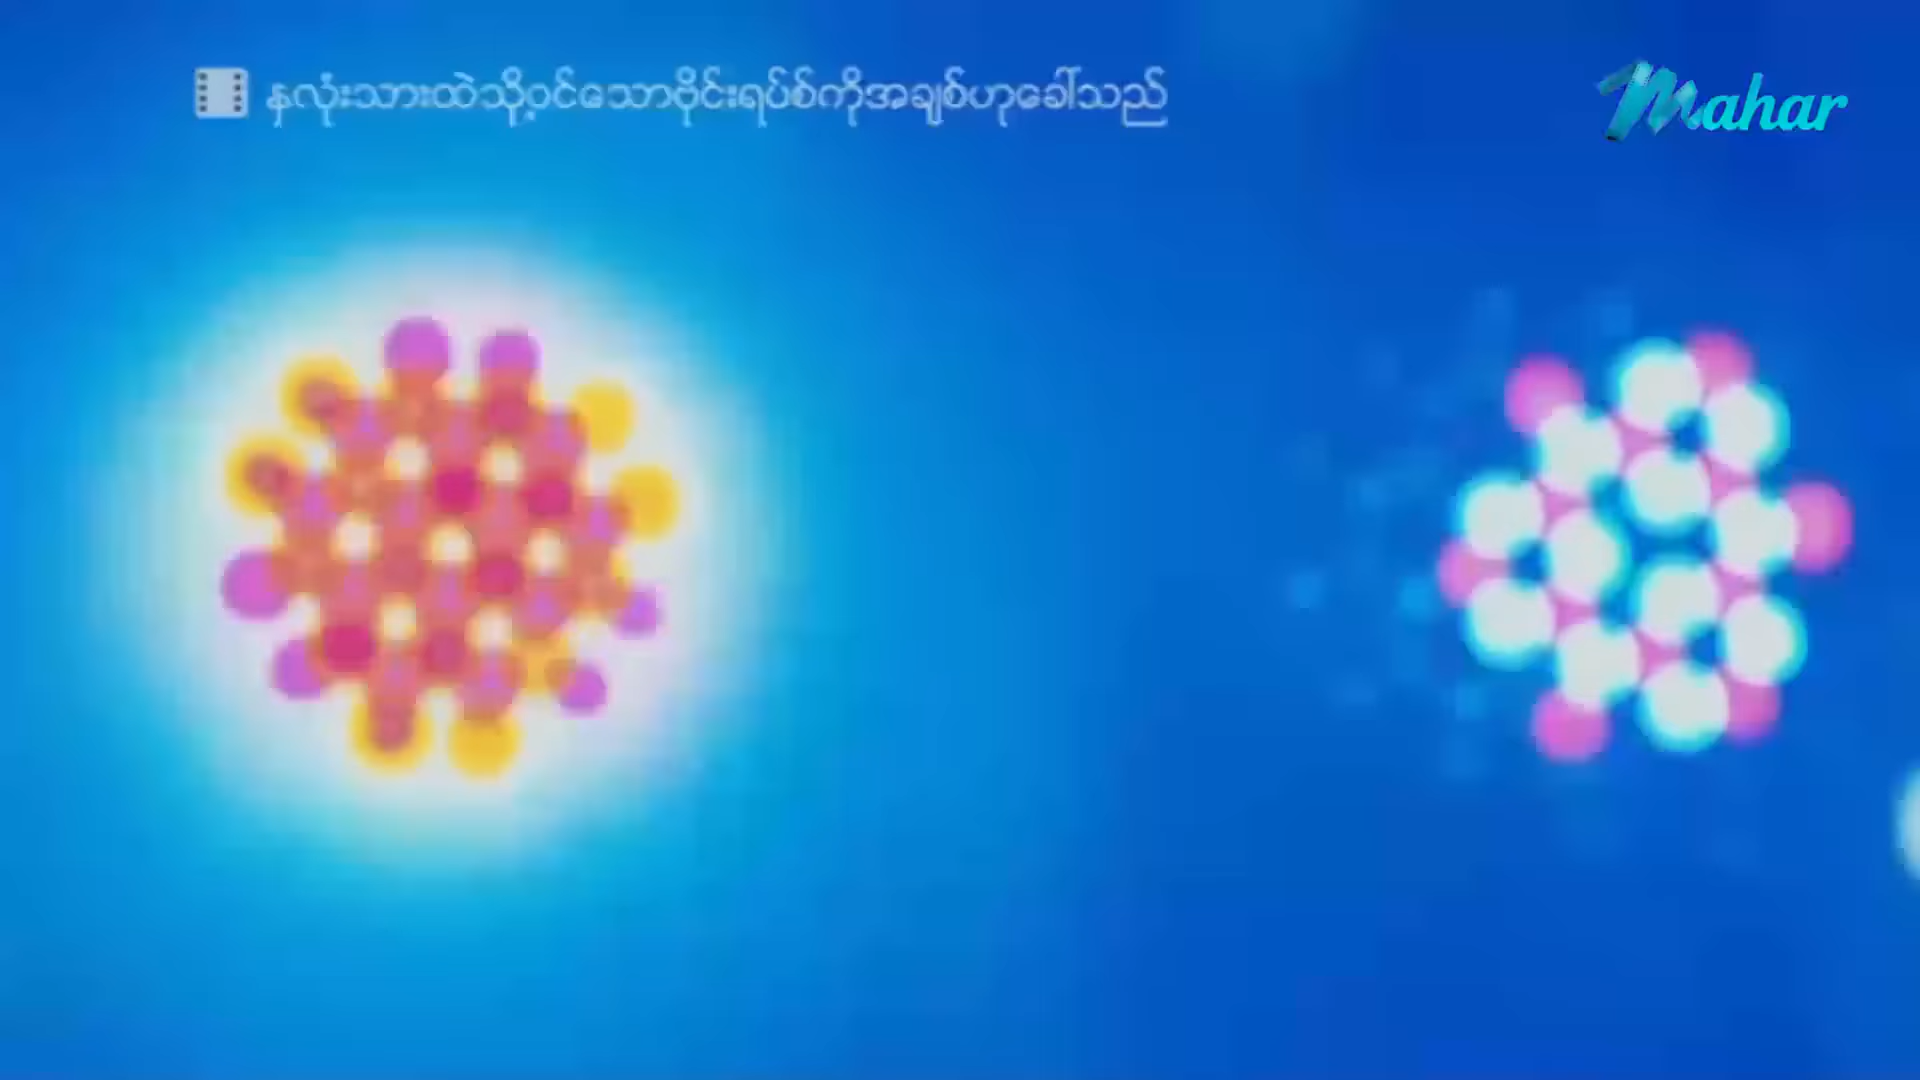 နှလုံးသားထဲသို့ဝင်သောဗိုင်းရပ်စ်ကိုအချစ်ဟုခေါ်သည်
Mahar